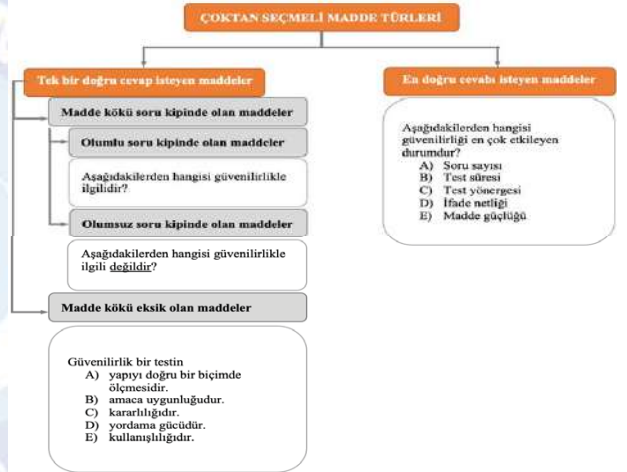 ÇOKTAN SEÇMELİ MADDE TÜRLERİ
Tek bir doğru cevap isteyen maddeler
Madde kökü soru kipinde olan maddeler
Olumlu soru kipinde olan maddeler
Aşağıdakilerden hangisi güvenilirlikle
ilgilidir?
Olumsuz soru kipinde olan maddeler
Aşağıdakilerden hangisi güvenilirlikle
ilgili değildir?
Madde kökü eksik olan maddeler
Güvenilirlik bir testin
A) yapıyı doğru bir biçimde
ölçmesidir.
B) amaca uygunluğudur.
C) kararlılığıdır.
D) yordama gücüdür.
E) kullanışlılığıdır.
En doğru cevabı isteyen maddeler
Aşağıdakilerden hangisi
güvenilirliği en çok etkileyen
durumdur?
A) Soru sayısı
B) Test süresi
C) Test yönergesi
D) İfade netliği
E) Madde güçlüğü